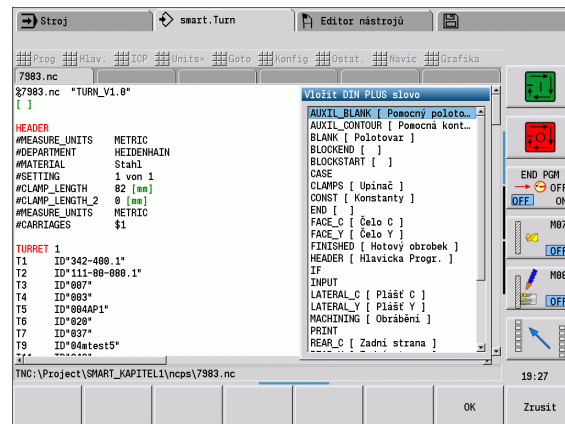 Stroj
smart.Turn
Editor nástrojů
Prog Hlav. ICP Units» Goto Konfig Ostat. Navic Grafika
7983.nc
%7983.nc "TURN_V1.0"
[ ]
HEADER
#MEASURE_UNITS METRIC
#DEPARTMENT HEIDENHAIN
#MATERIAL Stahl
#SETTING 1 von 1
#CLAMP_LENGTH 82 [mm]
#CLAMP_LENGTH_2 0 [mm]
#MEASURE_UNITS METRIC
#CARRIAGES $1
TURRET 1
T1 ID"342-400.1"
T2 ID"111-80-080.1"
T3 ID"007"
T4 ID"003"
T5 ID"004AP1"
T6 ID"020"
T7 ID"037"
T9 ID"04mtest5"
Vložit DIN PLUS slovo
AUXIL_BLANK [ Pomocný poloto…
AUXIL_CONTOUR [ Pomocná kont…
BLANK [ Polotovar ]
BLOCKEND [ ]
BLOCKSTART [ ]
CASE
CLAMPS [ Upínač ]
CONST [ Konstanty ]
END [ ]
FACE_C [ Čelo C ]
FACE_Y [ Čelo Y ]
FINISHED [ Hotový obrobek ]
HEADER [ Hlavicka Progr. ]
IF
INPUT
LATERAL_C [ Plášť C ]
LATERAL_Y [ Plášť Y ]
MACHINING [ Obrábění ]
PRINT
REAR_C [ Zadní strana ]
END PGM
OFF
OFF ON
M07
OFF
M08
OFF
TNC:\Project\SMART_KAPITEL1\ncps\7983.nc
19:27
OK
Zrusit